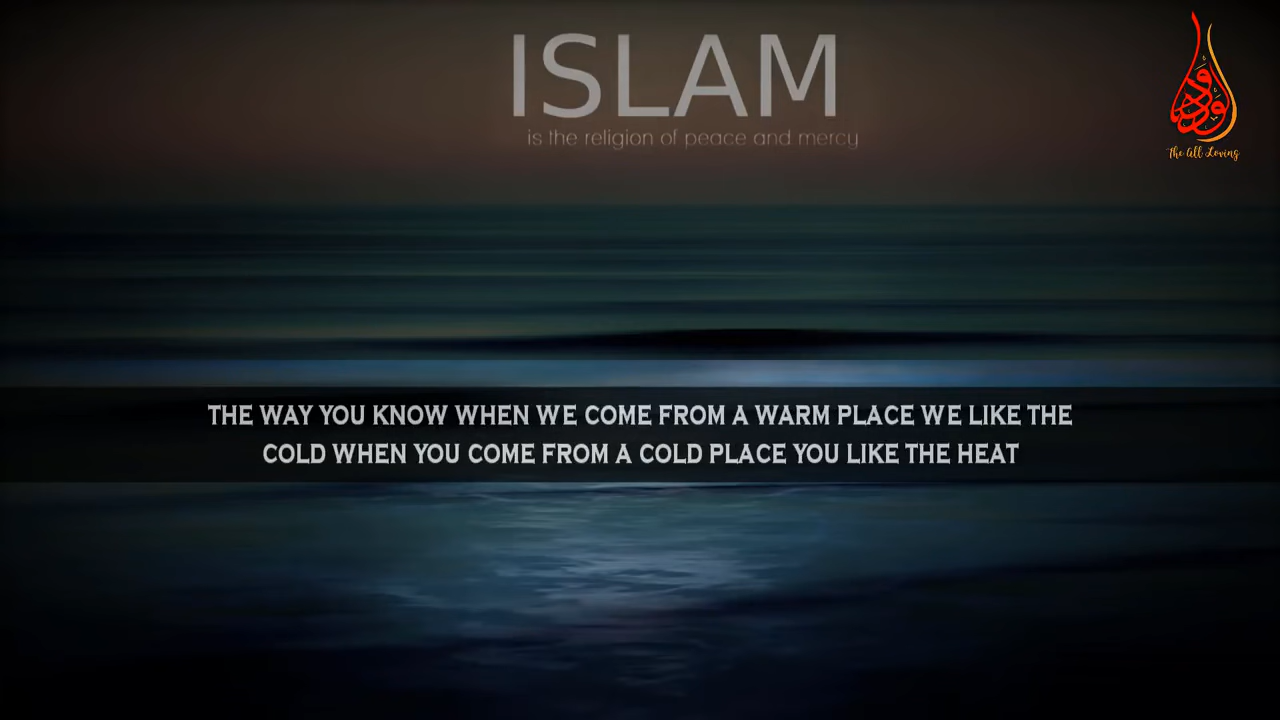 ISLAM
is the religion of peace and mercy
الودود
The All Loving
THE WAY YOU KNOW WHEN WE COME FROM A WARM PLACE WE LIKE THE
COLD WHEN YOU COME FROM A COLD PLACE YOU LIKE THE HEAT